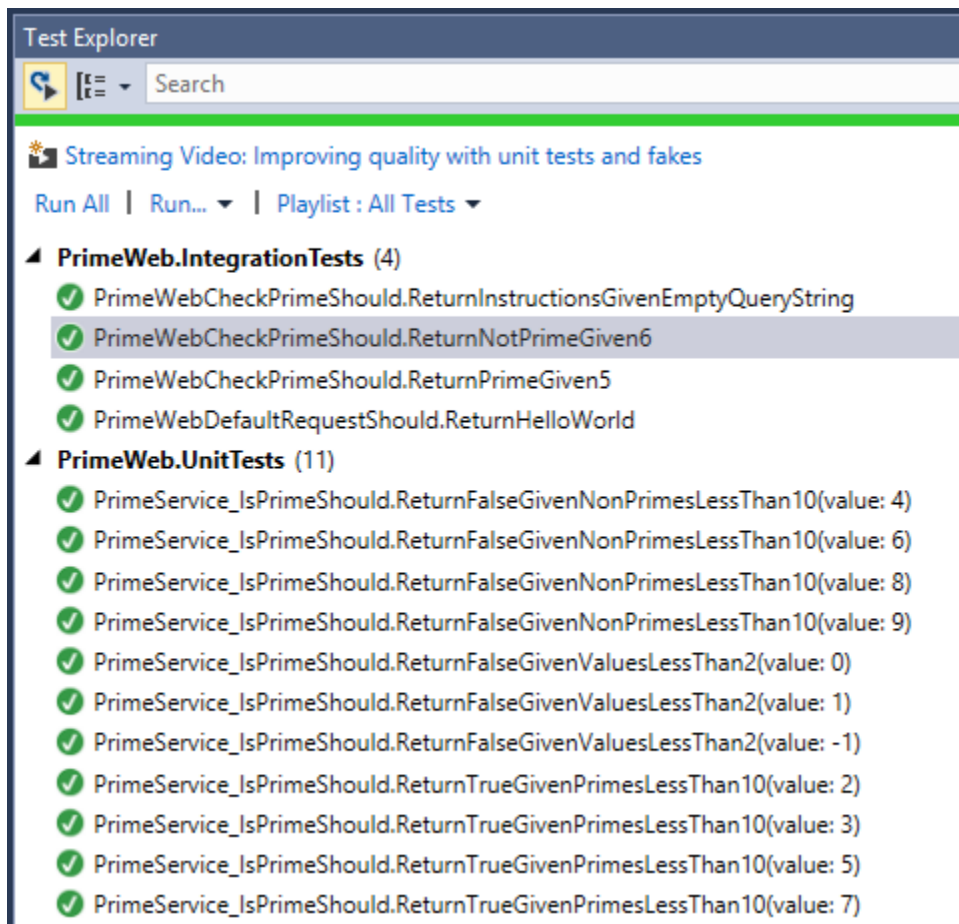 Test Explorer
Search
Streaming Video: Improving quality with unit tests and fakes
Run All | Run... | Playlist : All Tests
PrimeWeb.IntegrationTests (4)
PrimeWebCheckPrimeShould.ReturnInstructionsGivenEmptyQueryString
PrimeWebCheckPrimeShould.ReturnNotPrimeGiven6
PrimeWebCheckPrimeShould.ReturnPrimeGiven5
PrimeWebDefaultRequestShould.ReturnHelloWorld
PrimeWeb.UnitTests (11)
PrimeService_IsPrimeShould.ReturnFalseGivenNonPrimesLessThan10(value: 4)
PrimeService_IsPrimeShould.ReturnFalseGivenNonPrimesLessThan10(value: 6)
PrimeService_IsPrimeShould.ReturnFalseGivenNonPrimesLessThan10(value: 8)
PrimeService_IsPrimeShould.ReturnFalseGivenNonPrimesLessThan10(value: 9)
PrimeService_IsPrimeShould.ReturnFalseGivenValuesLessThan2(value: 0)
PrimeService_IsPrimeShould.ReturnFalseGivenValuesLessThan2(value: 1)
PrimeService_IsPrimeShould.ReturnFalseGivenValuesLessThan2(value: -1)
PrimeService_IsPrimeShould.ReturnTrueGivenPrimesLessThan10(value: 2)
PrimeService_IsPrimeShould.ReturnTrueGivenPrimesLessThan10(value: 3)
PrimeService_IsPrimeShould.ReturnTrueGivenPrimesLessThan10(value: 5)
PrimeService_IsPrimeShould.ReturnTrueGivenPrimesLessThan10(value: 7)